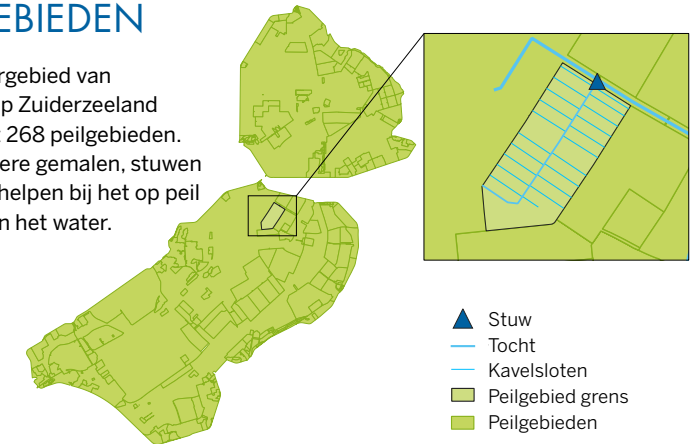 EBIEDEN
rgebied van
p Zuiderzeeland
t 268 peilgebieden.
ere gemalen, stuwen
helpen bij het op peil
n het water.
Stuw
Tocht
Kavelsloten
Peilgebied grens
Peilgebieden